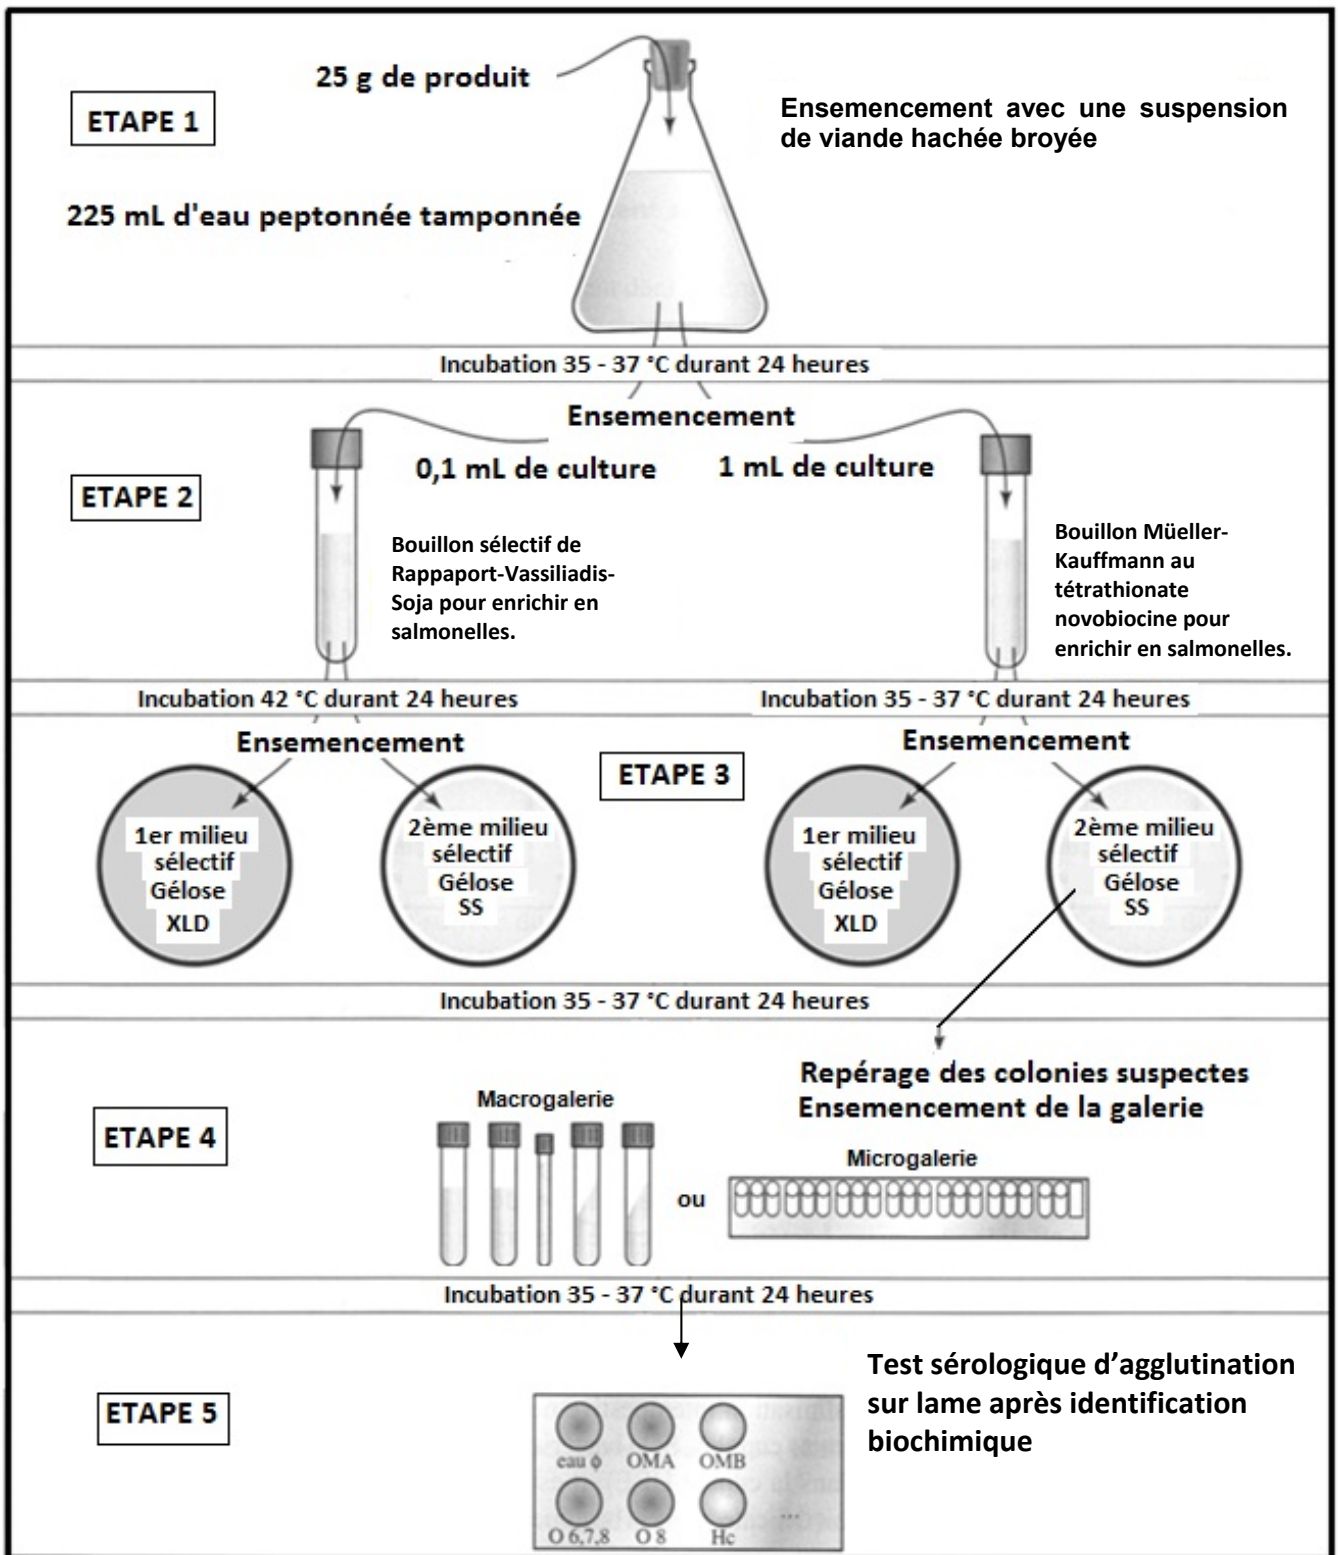 ETAPE 1
25 g de produit
Ensemencement avec une suspension
de viande hachée broyée
225 mL d'eau peptonnée tamponnée
Incubation 35 - 37 °C durant 24 heures
Ensemencement
0,1 mL de culture
1 mL de culture
ETAPE 2
Bouillon sélectif de
Rappaport-Vassiliadis-
Soja pour enrichir en
salmonelles.
Bouillon Müeller-
Kauffmann au
tétrathionate
novobiocine pour
enrichir en salmonelles.
Incubation 42 °C durant 24 heures
Incubation 35 - 37 °C durant 24 heures
Ensemencement
Ensemencement
ETAPE 3
1er milieu
sélectif
Gélose
XLD
2ème milieu
sélectif
Gélose
SS
1er milieu
sélectif
Gélose
XLD
2ème milieu
sélectif
Gélose
SS
Incubation 35 - 37 °C durant 24 heures
Repérage des colonies suspectes
Ensemencement de la galerie
ETAPE 4
Macrogalerie
ou
Microgalerie
Incubation 35 - 37 °C durant 24 heures
ETAPE 5
Test sérologique d’agglutination
sur lame après identification
biochimique
eau ϕ OMA OMB
O 6,7,8 O 8 Hc ...